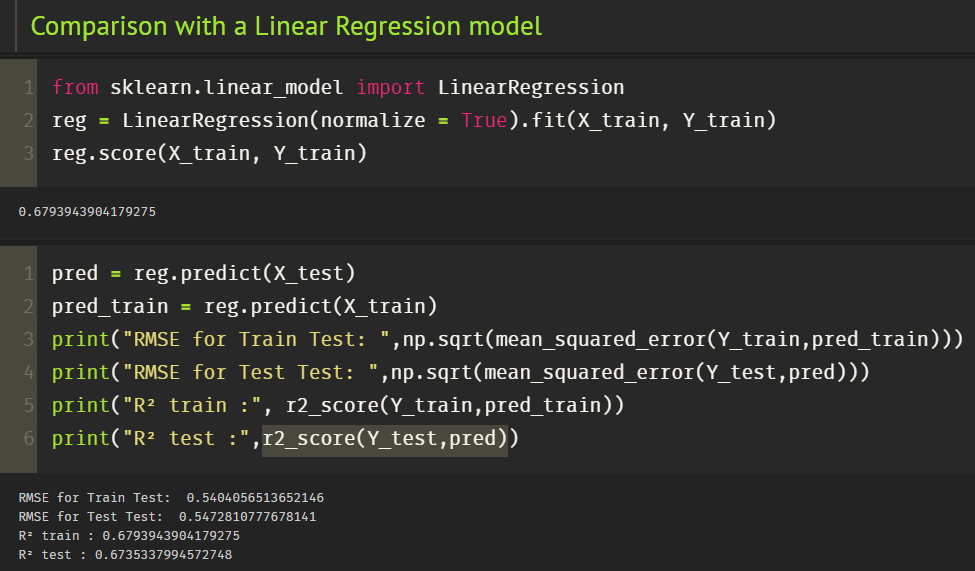 Comparison with a Linear Regression model
1 from sklearn.linear_model import LinearRegression
2 reg = LinearRegression(normalize = True).fit(X_train, Y_train)
3 reg.score(X_train, Y_train)
0.6793943904179275
1 pred = reg.predict(X_test)
2 pred_train = reg.predict(X_train)
3 print("RMSE for Train Test: ",np.sqrt(mean_squared_error(Y_train,pred_train)))
4 print("RMSE for Test Test: ",np.sqrt(mean_squared_error(Y_test,pred)))
5 print("R² train :", r2_score(Y_train,pred_train))
6 print("R² test :",r2_score(Y_test,pred))
RMSE for Train Test:  0.5404056513652146
RMSE for Test Test:  0.5472810777678141
R² train : 0.6793943904179275
R² test : 0.6735337994572748